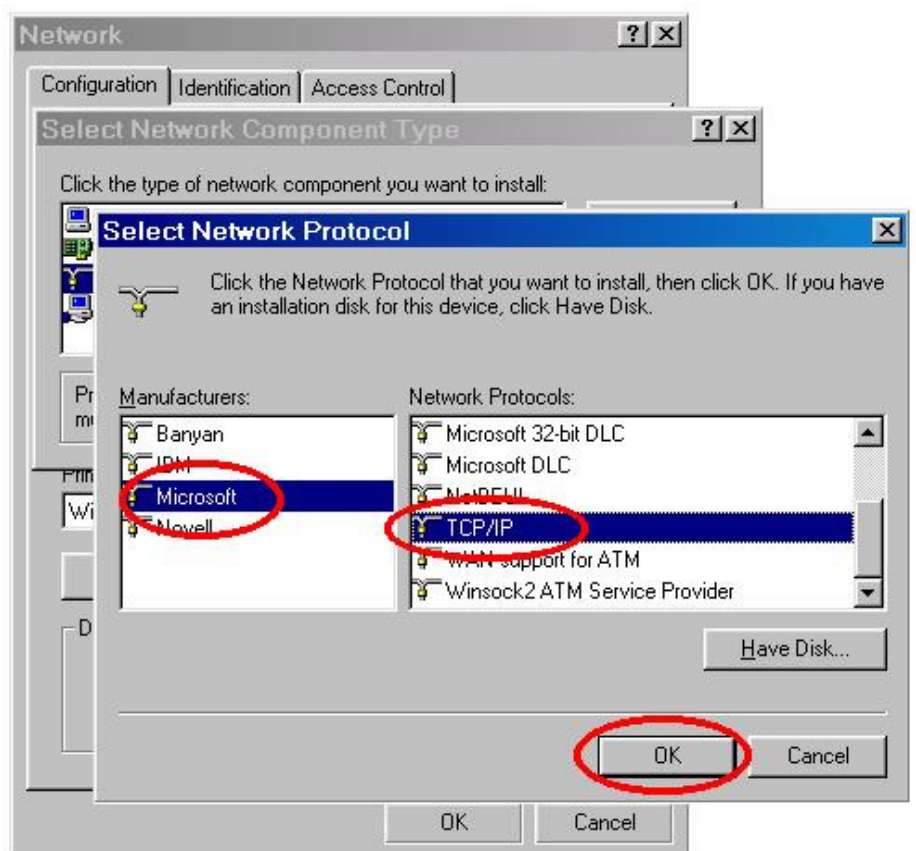 Network
Configuration Identification Access Control
Select Network Component Type
Click the type of network component you want to install:
Select Network Protocol
Click the Network Protocol that you want to install, then click OK. If you have
an installation disk for this device, click Have Disk.
Manufacturers:
Network Protocols:
Banyan
IBM
Microsoft
Novell
Microsoft 32-bit DLC
Microsoft DLC
NetBEUI
TCP/IP
WAN support for ATM
Winsock2 ATM Service Provider
Have Disk...
OK Cancel
OK Cancel